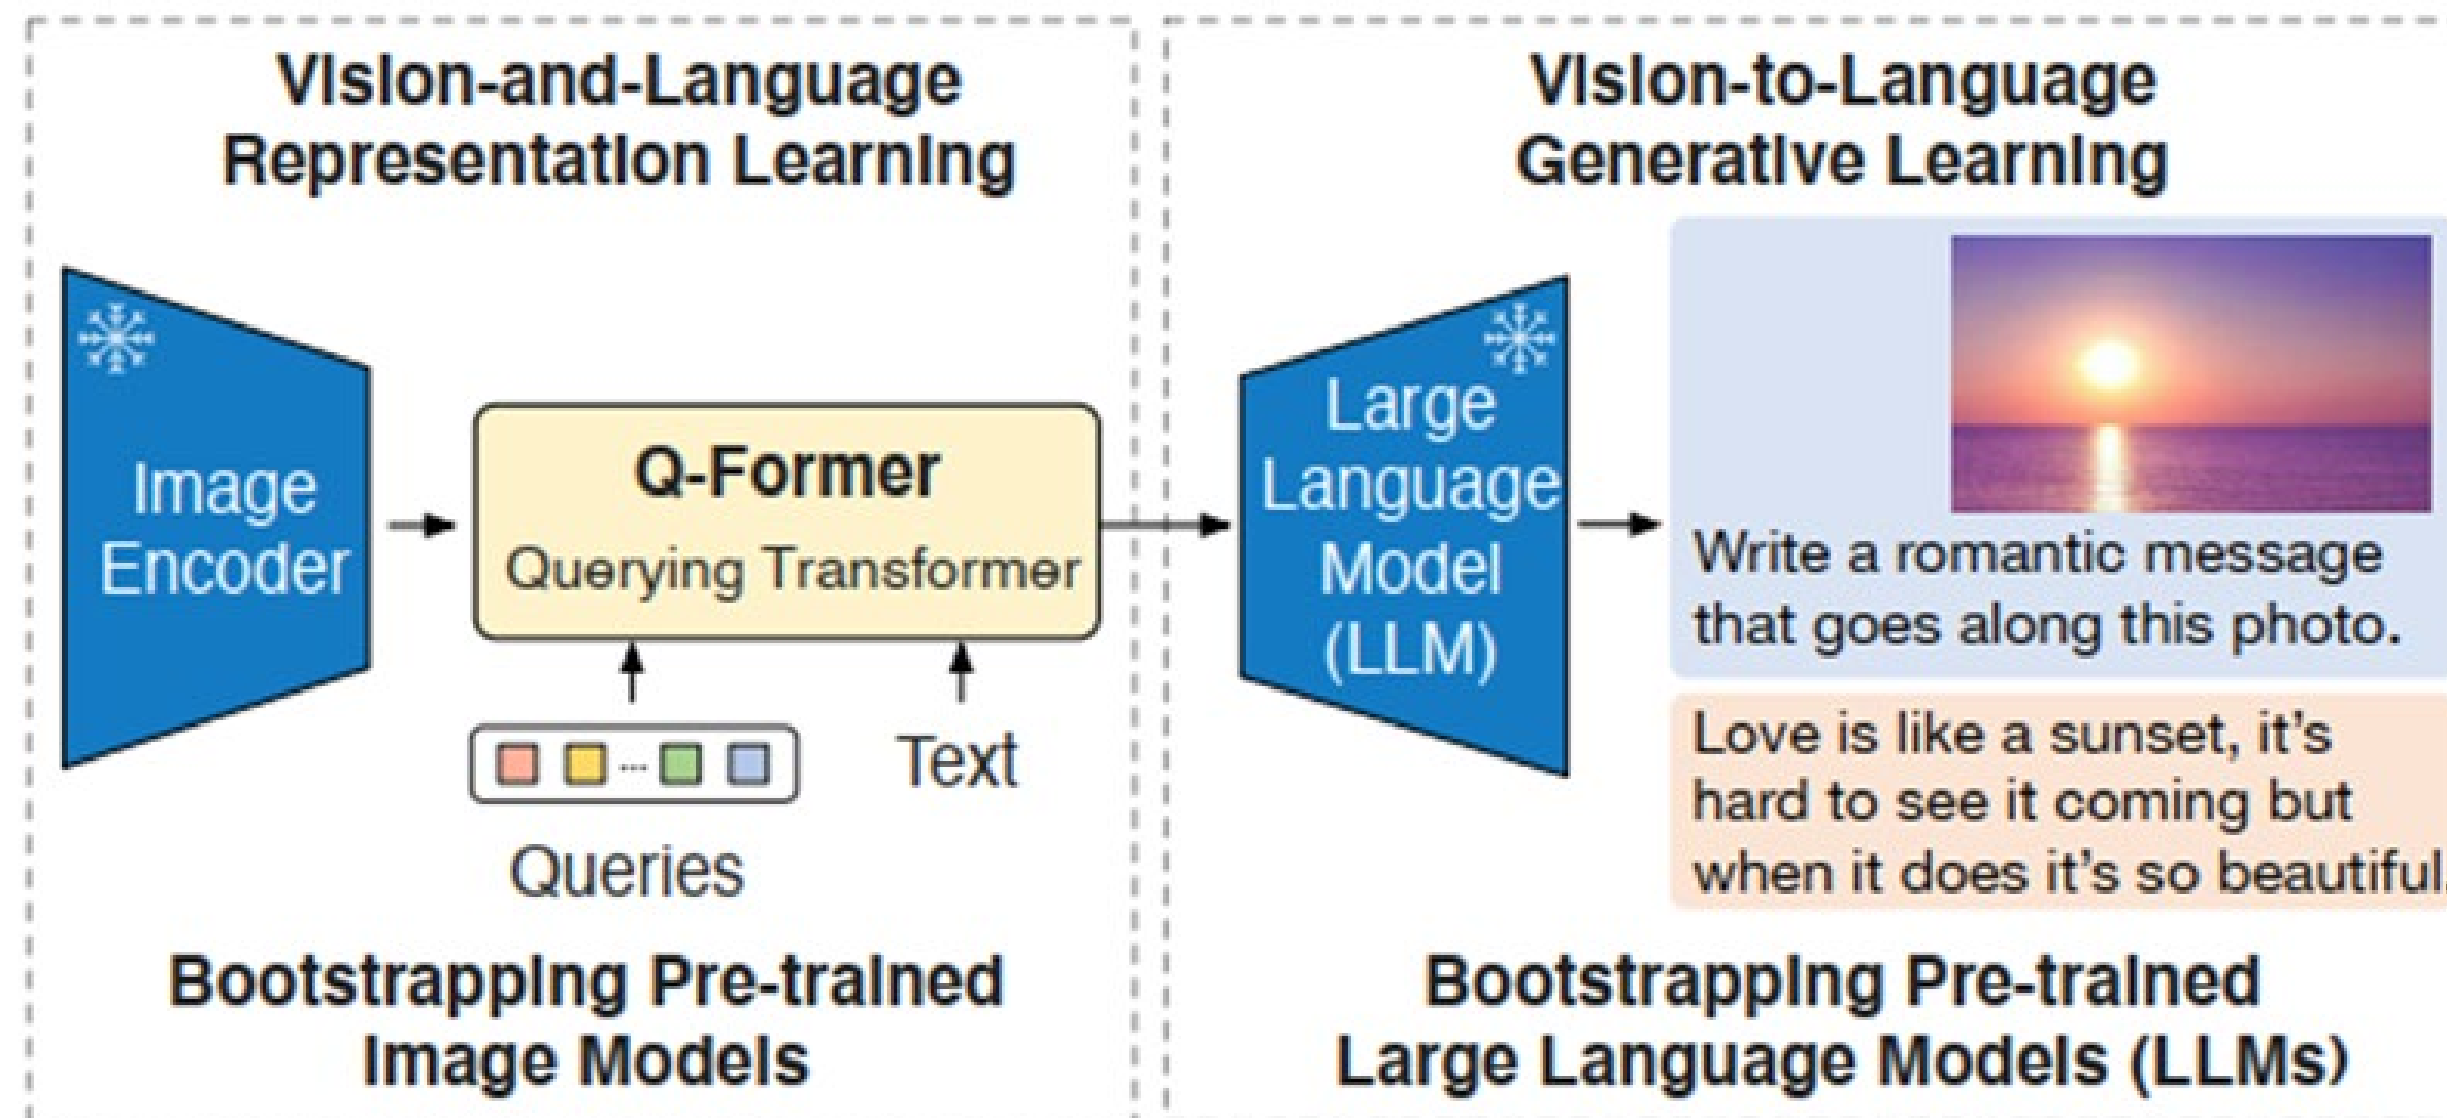 Vision-and-Language
Representation Learning
Image
Encoder
Q-Former
Querying Transformer
...
Queries
Text
Bootstrapping Pre-trained
Image Models
Vision-to-Language
Generative Learning
Large
Language
Model
(LLM)
Write a romantic message
that goes along this photo.
Love is like a sunset, it's
hard to see it coming but
when it does it's so beautiful.
Bootstrapping Pre-trained
Large Language Models (LLMs)